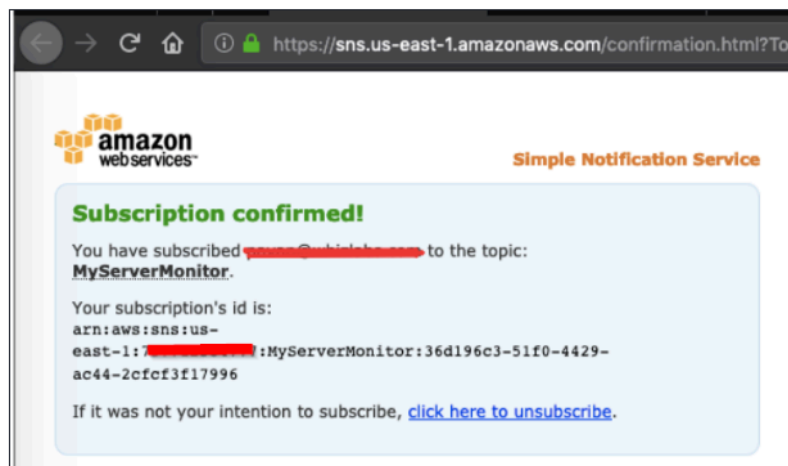 https://sns.us-east-1.amazonaws.com/confirmation.html?To
amazon
webservices™
Simple Notification Service
Subscription confirmed!
You have subscribed to the topic:
MyServerMonitor.
Your subscription's id is:
arn:aws:sns:us-
east-1:7 :MyServerMonitor:36d196c3-51f0-4429-
ac44-2cfcf3f17996
If it was not your intention to subscribe, click here to unsubscribe.